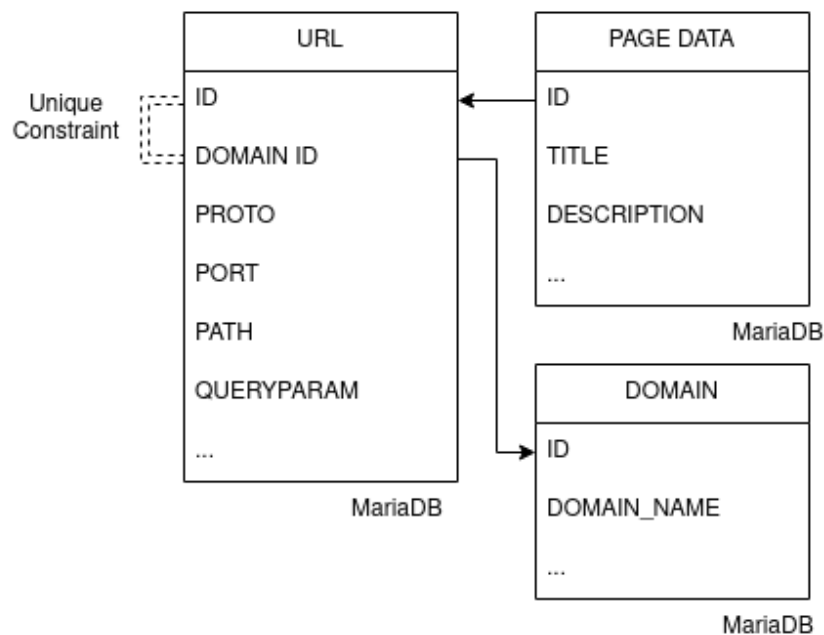 URL
Unique
Constraint
ID
DOMAIN ID
PROTO
PORT
PATH
QUERYPARAM
...
MariaDB
PAGE DATA
ID
TITLE
DESCRIPTION
...
MariaDB
DOMAIN
ID
DOMAIN_NAME
...
MariaDB